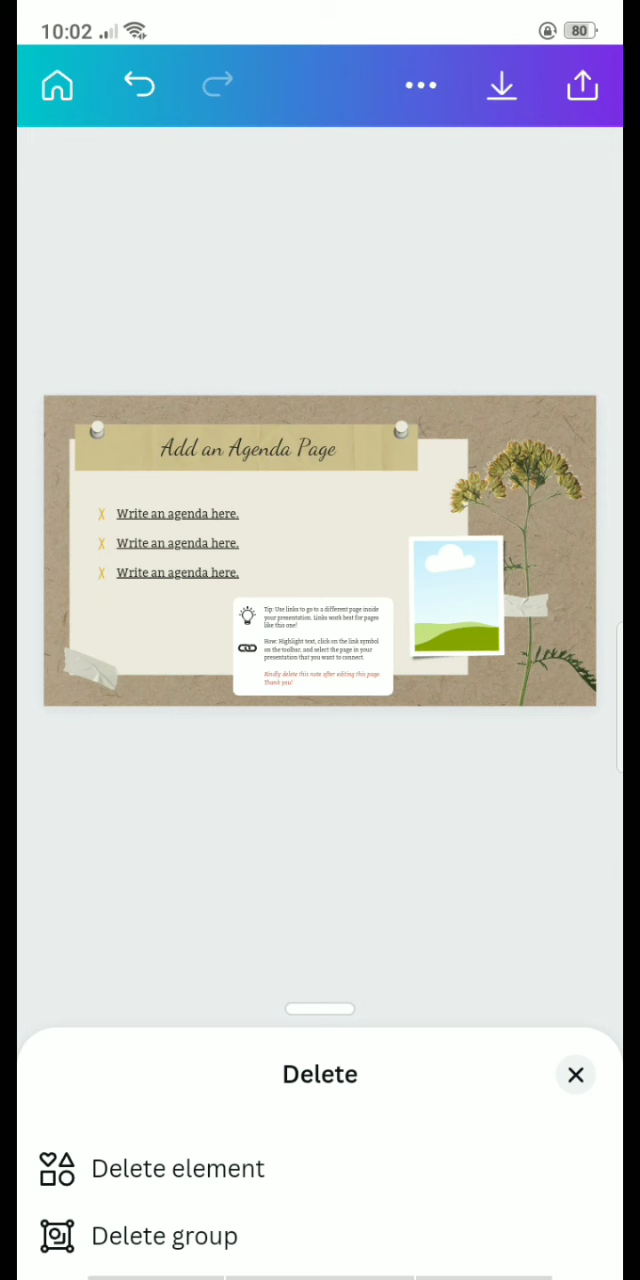 10:02
80
Add an Agenda Page
Write an agenda here.
Write an agenda here.
Write an agenda here.
Tip: Use links to go to a different page inside
your presentation. Links work best for pages
like this one!
How: Highlight text, click on the link symbol
on the toolbar, and select the page in your
presentation that you want to connect.
Kindly delete this note after editing this page.
Thank you!
Delete
Delete element
Delete group